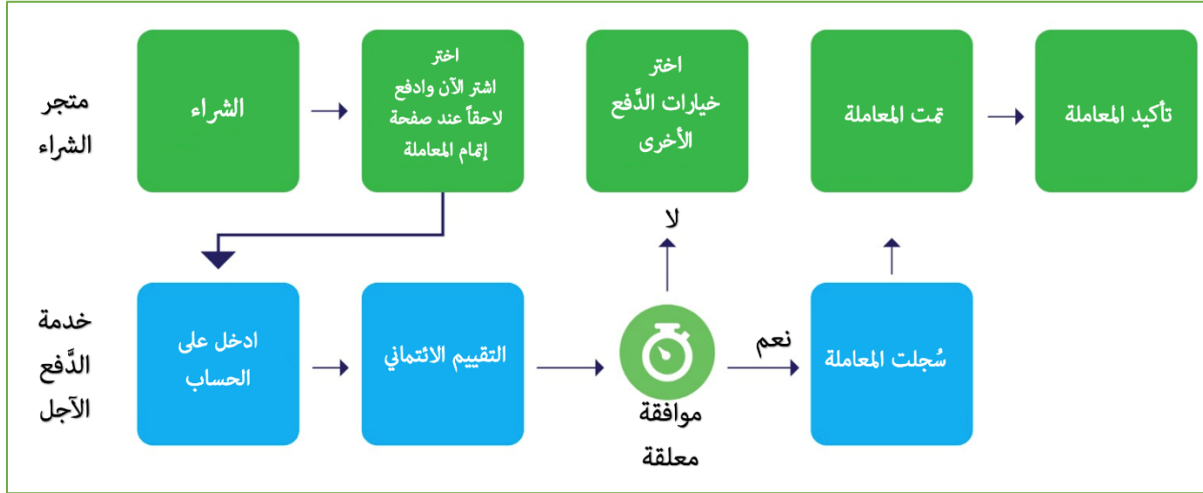 متجر
الشراء
الشراء
اختر
اشتر الآن وادفع
لاحقاً عند صفحة
إتمام المعاملة
اختر
خيارات الدَّفع
الأخرى
تمت المعاملة
تأكيد المعاملة
لا
خدمة
الدَّفع
الآجل
ادخل على
الحساب
التقييم الائتماني
موافقة
معلقة
نعم
سُجلت المعاملة